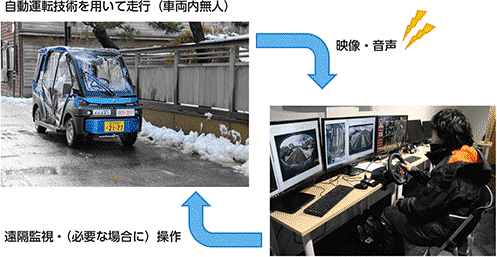 自動運転技術を用いて走行（車両内無人）
映像・音声
遠隔監視・（必要な場合に）操作